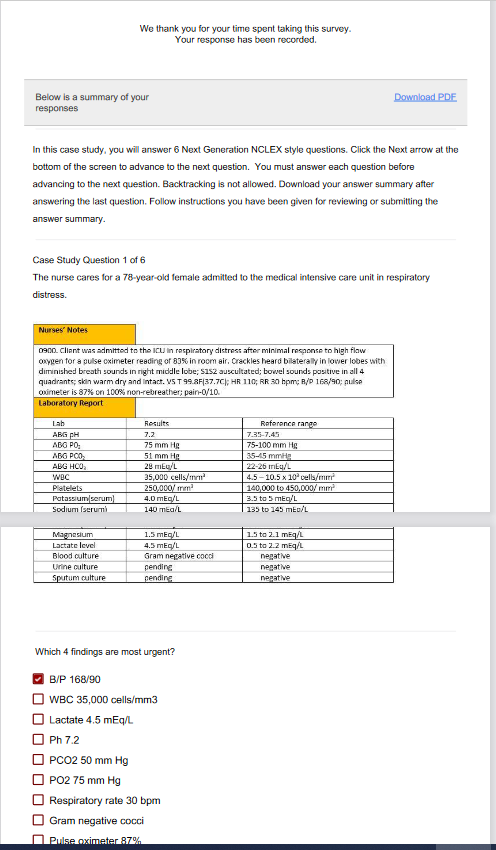 We thank you for your time spent taking this survey.
Your response has been recorded.
Below is a summary of your
responses
Download PDF
In this case study, you will answer 6 Next Generation NCLEX style questions. Click the Next arrow at the
bottom of the screen to advance to the next question. You must answer each question before
advancing to the next question. Backtracking is not allowed. Download your answer summary after
answering the last question. Follow instructions you have been given for reviewing or submitting the
answer summary.
Case Study Question 1 of 6
The nurse cares for a 78-year-old female admitted to the medical intensive care unit in respiratory
distress.
Nurses' Notes
0900. Client was admitted to the ICU in respiratory distress after minimal response to high flow
oxygen for a pulse oximeter reading of 83% in room air. Crackles heard bilaterally in lower lobes with
diminished breath sounds in right middle lobe; S1S2 auscultated; bowel sounds positive in all 4
quadrants; skin warm dry and intact. VS T 99.8F(37.7C); HR 110; RR 30 bpm; B/P 168/90; pulse
oximeter is 87% on 100% non-rebreather; pain-0/10.
Laboratory Report
Lab Results Reference range
ABG pH 7.2 7.35-7.45
ABG P0₂ 75 mm Hg 75-100 mm Hg
ABG PCO₂ 51 mm Hg 35-45 mmHg
ABG HCO₃ 28 mEq/L 22-26 mEq/L
WBC 35,000 cells/mm³ 4.5 – 10.5 x 10³ cells/mm³
Platelets 250,000/ mm³ 140,000 to 450,000/ mm³
Potassium(serum) 4.0 mEq/L 3.5 to 5 mEq/L
Sodium (serum) 140 mEq/L 135 to 145 mEq/L
Magnesium 1.5 mEq/L 1.5 to 2.1 mEq/L
Lactate level 4.5 mEq/L 0.5 to 2.2 mEq/L
Blood culture Gram negative cocci negative
Urine culture pending negative
Sputum culture pending negative
Which 4 findings are most urgent?
B/P 168/90
WBC 35,000 cells/mm3
Lactate 4.5 mEq/L
Ph 7.2
PCO2 50 mm Hg
PO2 75 mm Hg
Respiratory rate 30 bpm
Gram negative cocci
Pulse oximeter 87%